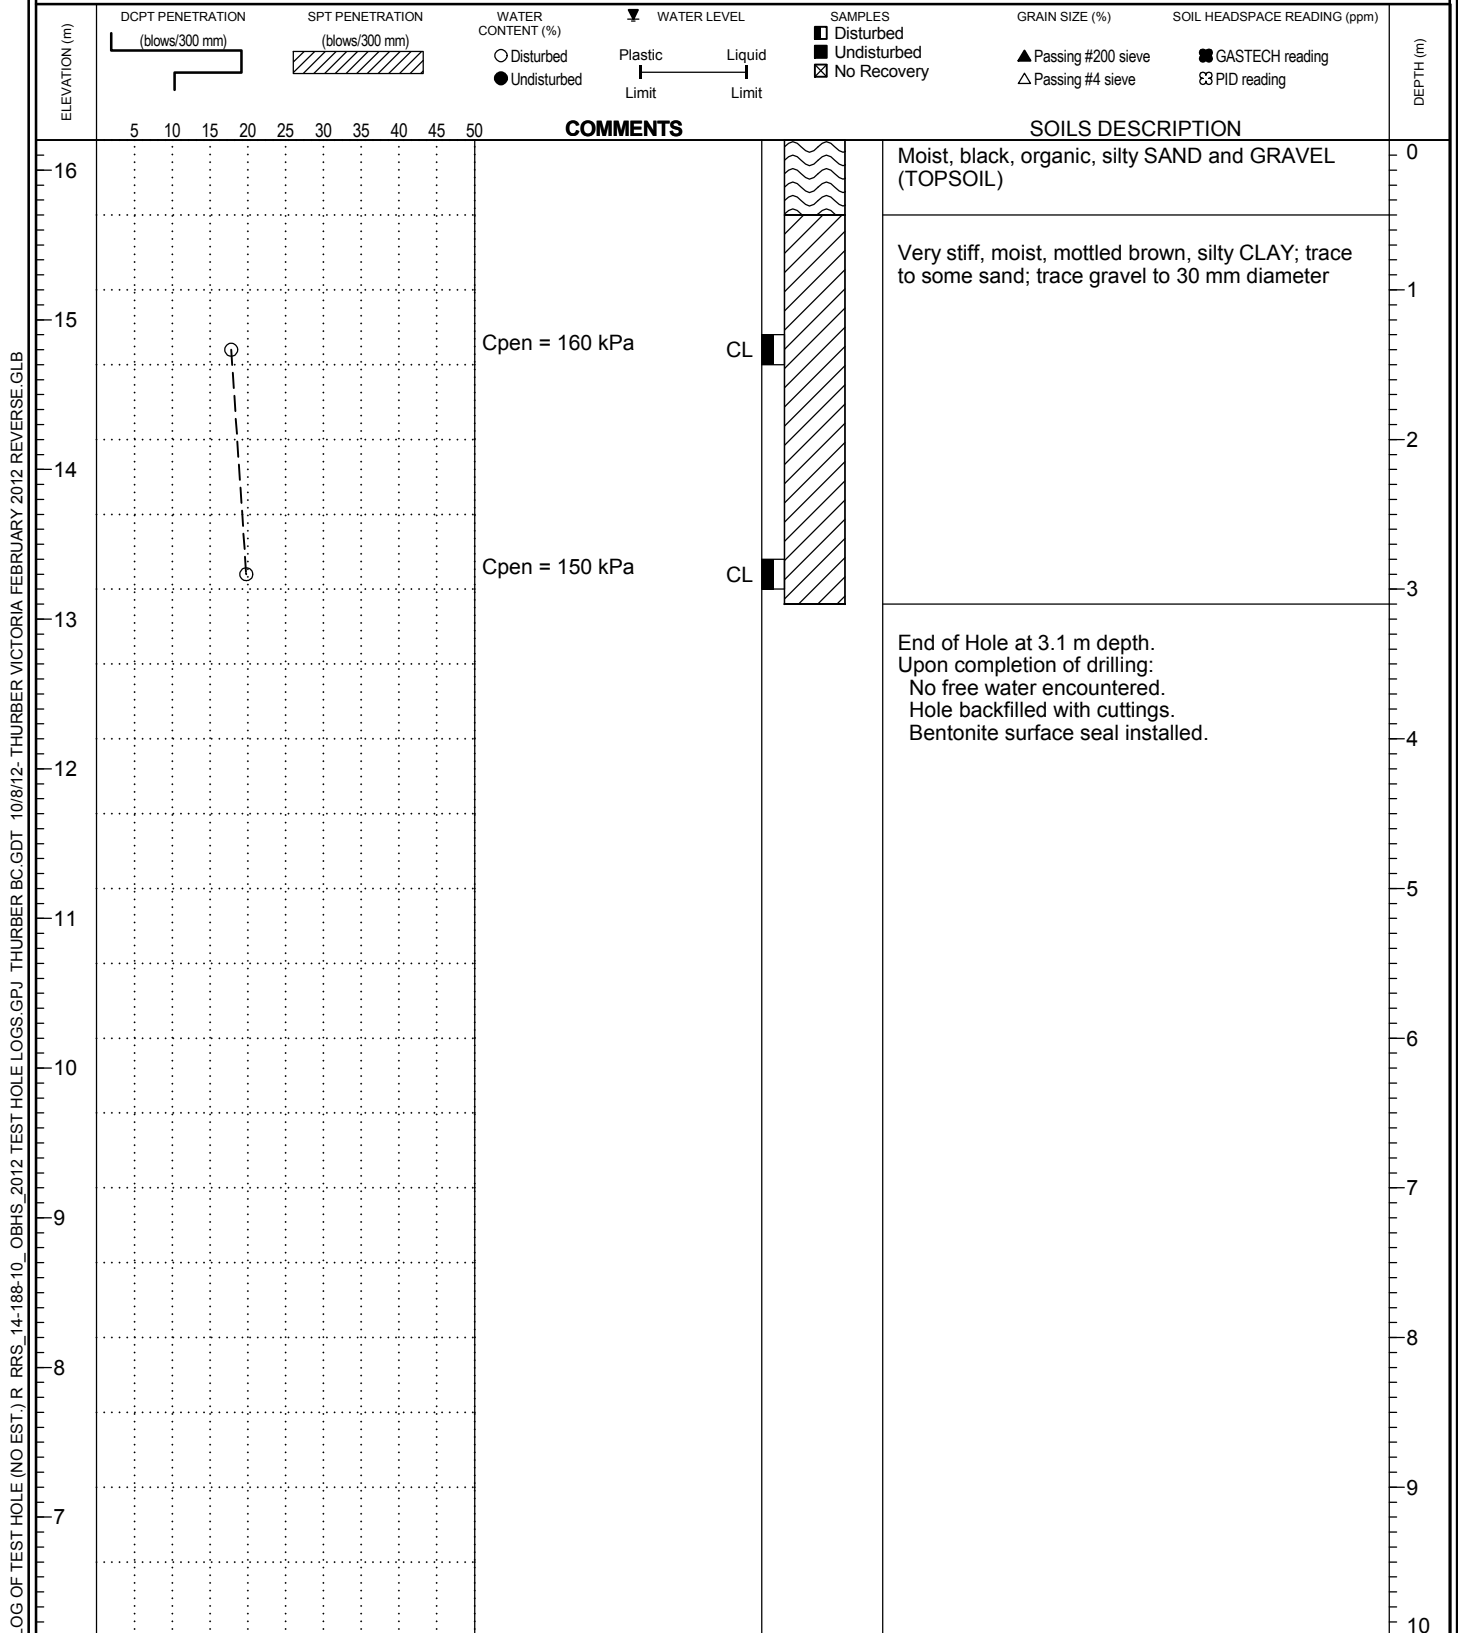 ELEVATION (m)
DCPT PENETRATION
(blows/300 mm)
SPT PENETRATION
(blows/300 mm)
WATER
CONTENT (%)
Disturbed
Undisturbed
WATER LEVEL
Plastic Liquid
Limit Limit
SAMPLES
Disturbed
Undisturbed
No Recovery
GRAIN SIZE (%)
Passing #200 sieve
Passing #4 sieve
SOIL HEADSPACE READING (ppm)
GASTECH reading
PID reading
DEPTH (m)
5 10 15 20 25 30 35 40 45 50
COMMENTS
SOILS DESCRIPTION
0
16
Moist, black, organic, silty SAND and GRAVEL
(TOPSOIL)
Very stiff, moist, mottled brown, silty CLAY; trace
to some sand; trace gravel to 30 mm diameter
1
15
Cpen = 160 kPa CL
2
14
Cpen = 150 kPa CL
3
13
End of Hole at 3.1 m depth.
Upon completion of drilling:
No free water encountered.
Hole backfilled with cuttings.
Bentonite surface seal installed.
4
12
5
11
6
10
7
9
8
8
9
7
10
LOG OF TEST HOLE (NO EST.) R RRS_14-188-10_ OBHS_2012 TEST HOLE LOGS.GPJ THURBER BC.GDT 10/8/12- THURBER VICTORIA FEBRUARY 2012 REVERSE.GLB